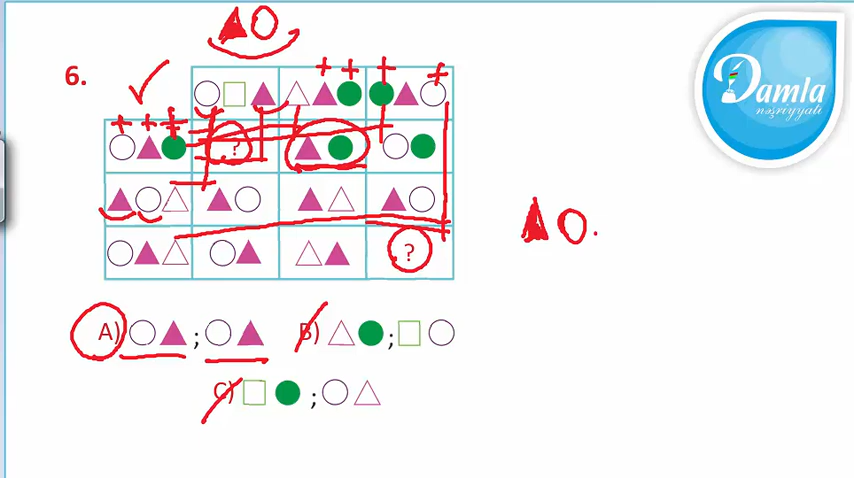 6.
Damla
nəşriyyatı
?
?
A) ; B) ;
C) ;